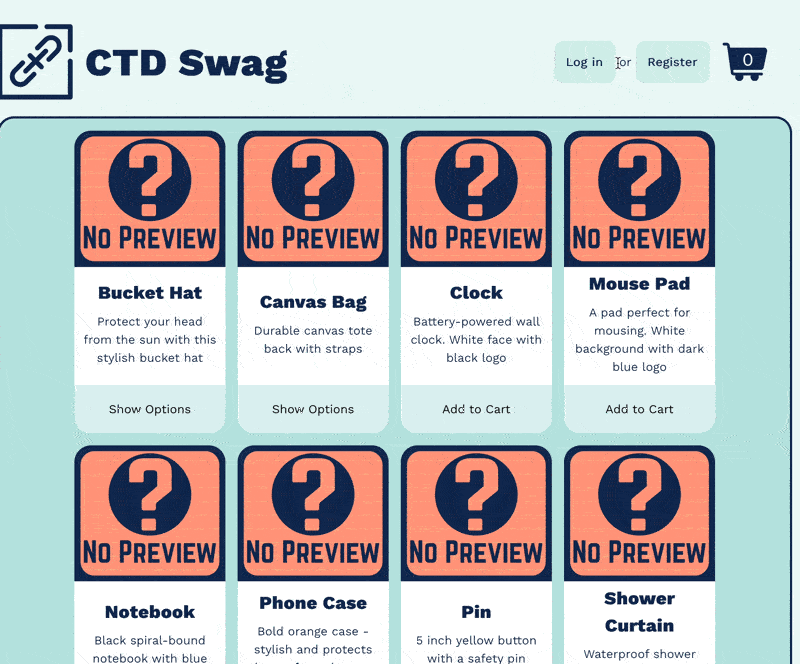 CTD Swag
Log in or Register
0
?
?
?
?
No Preview
No Preview
No Preview
No Preview
Bucket Hat
Protect your head
from the sun with this
stylish bucket hat
Show Options
Canvas Bag
Durable canvas tote
back with straps
Show Options
Clock
Battery-powered wall
clock. White face with
black logo
Add to Cart
Mouse Pad
A pad perfect for
mousing. White
background with dark
blue logo
Add to Cart
?
?
?
?
No Preview
No Preview
No Preview
No Preview
Notebook
Black spiral-bound
notebook with blue
Phone Case
Bold orange case -
stylish and protects
Pin
5 inch yellow button
with a safety pin
Shower
Curtain
Waterproof shower